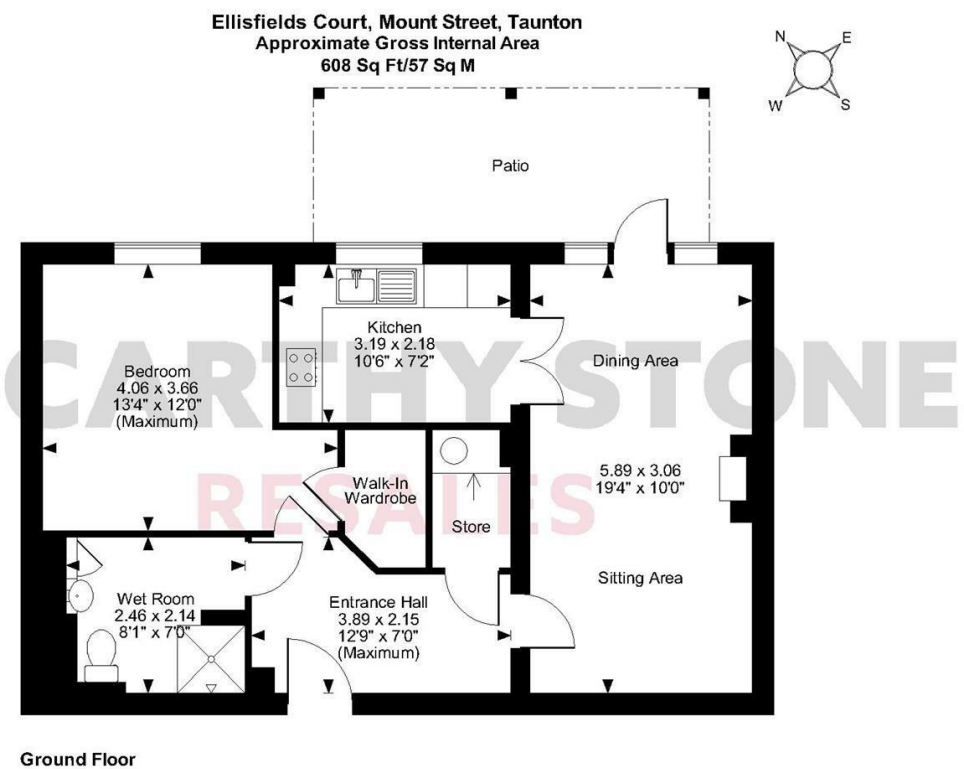 Ellisfields Court, Mount Street, Taunton
Approximate Gross Internal Area
608 Sq Ft/57 Sq M
N
E
W
S
Patio
Kitchen
3.19 x 2.18
10'6" x 7'2"
Dining Area
Bedroom
4.06 x 3.66
13'4" x 12'0"
(Maximum)
CARTHY STONE
RESALES
Walk-In
Wardrobe
Store
5.89 x 3.06
19'4" x 10'0"
Sitting Area
Wet Room
2.46 x 2.14
8'1" x 7'0"
Entrance Hall
3.89 x 2.15
12'9" x 7'0"
(Maximum)
Ground Floor